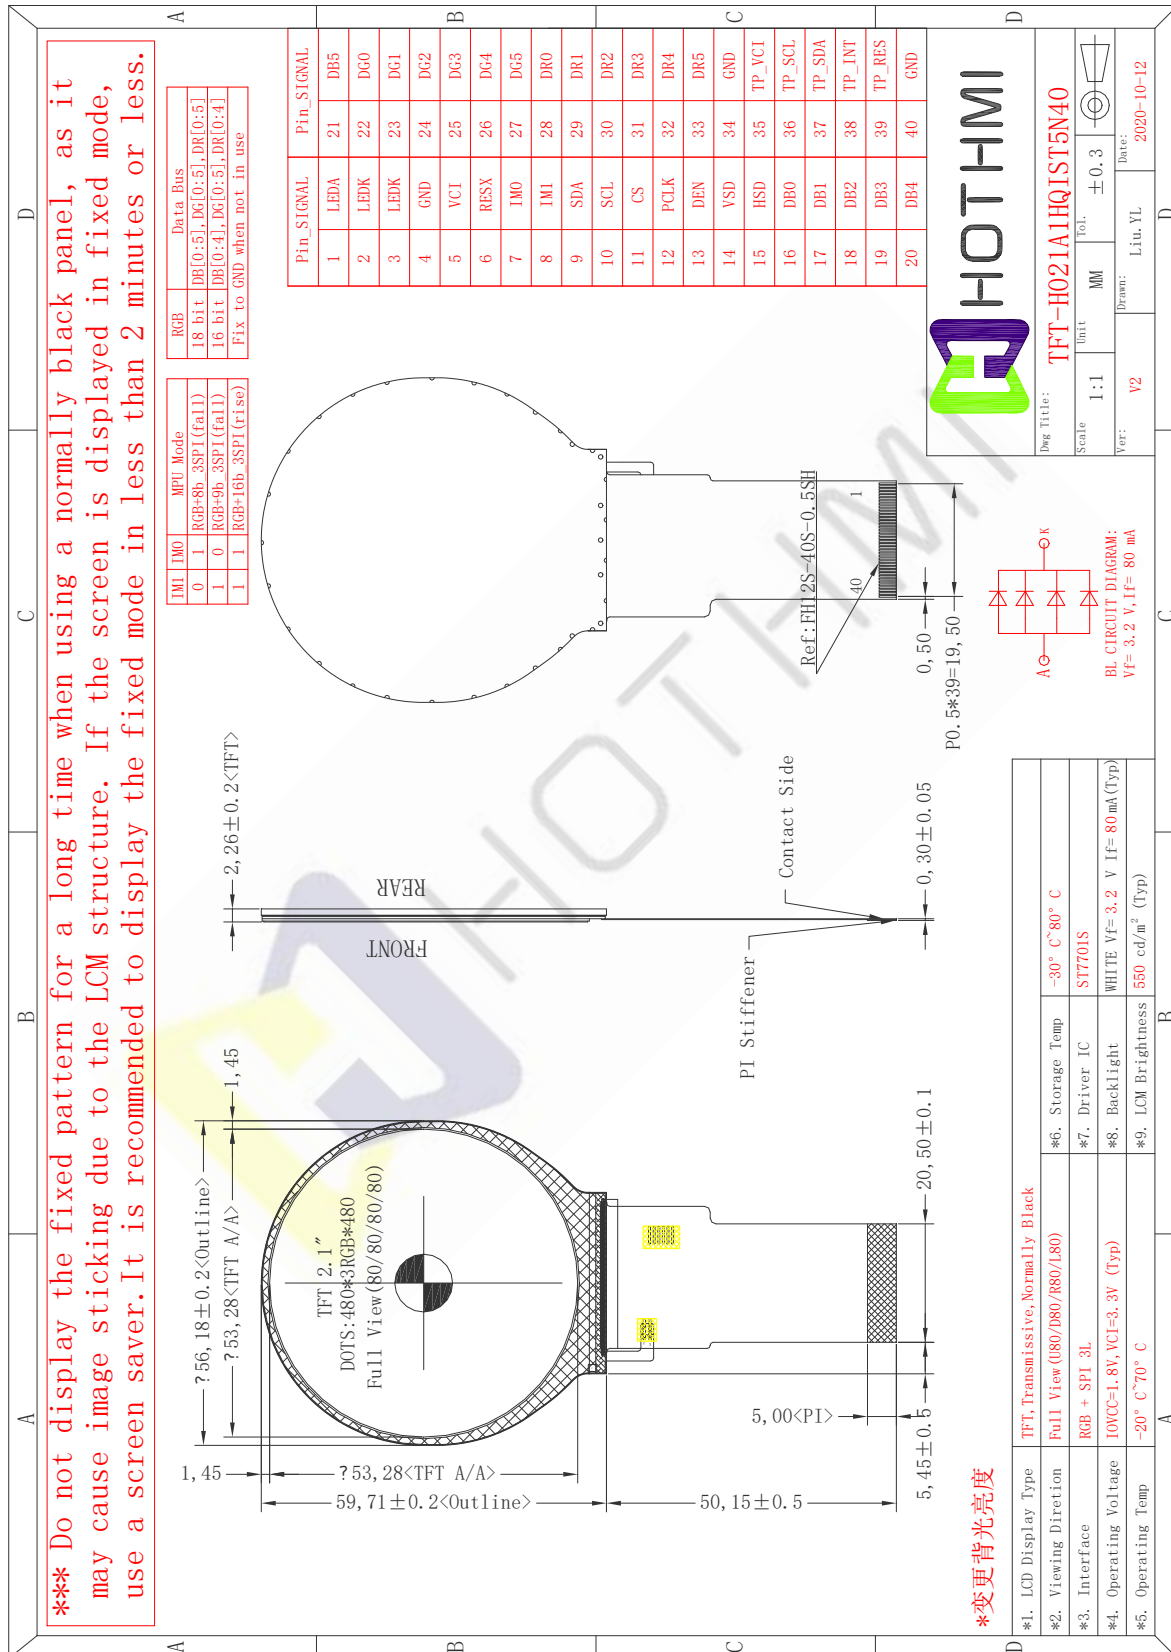 *** Do not display the fixed pattern for a long time when using a normally black panel, as it
may cause image sticking due to the LCM structure. If the screen is displayed in fixed mode,
use a screen saver.It is recommended to display the fixed mode in less than 2 minutes or less.
A B C D
IM1 IM0 MPU Mode
0 1 RGB+8b_3SPI(fall)
1 0 RGB+9b_3SPI(fall)
1 1 RGB+16b_3SPI(rise)
RGB Data Bus
18 bit DB[0:5],DG[0:5],DR[0:5]
16 bit DB[0:4],DG[0:5],DR[0:4]
Fix to GND when not in use
Pin_SIGNAL Pin_SIGNAL
1 LEDA 21 DB5
2 LEDK 22 DG0
3 LEDK 23 DG1
4 GND 24 DG2
5 VCI 25 DG3
6 RESX 26 DG4
7 IMO 27 DG5
8 IM1 28 DR0
9 SDA 29 DR1
10 SCL 30 DR2
11 CS 31 DR3
12 PCLK 32 DR4
13 DEN 33 DR5
14 VSD 34 GND
15 HSD 35 TP_VCI
16 DB0 36 TP_SCL
17 DB1 37 TP_SDA
18 DB2 38 TP_INT
19 DB3 39 TP_RES
20 DB4 40 GND
?56,18±0.2<Outline>
?53,28<TFT A/A>
1,45
1,45
?53,28<TFT A/A>
59,71±0.2<Outline>
50,15±0.5
TFT 2.1"
DOTS:480*3RGB*480
Full View(80/80/80/80)
5,00<PI>
5,45±0.5
20,50±0.1
2,26±0.2<TFT>
FRONT
REAR
PI Stiffener
Contact Side
0,30±0.05
Ref:FH12S-40S-0.5SH
40 1
0,50
P0.5*39=19,50
A K
BL CIRCUIT DIAGRAM:
Vf= 3.2 V,If= 80 mA
HOTHMI
*变更背光亮度
*1. LCD Display Type TFT,Transmissive,Normally Black
*2. Viewing Diretion Full View(U80/D80/R80/L80)
*3. Interface RGB + SPI 3L
*4. Operating Voltage IOVCC=1.8V,VCI=3.3V (Typ)
*5. Operating Temp -20° C~70° C
*6. Storage Temp -30° C~80° C
*7. Driver IC ST7701S
*8. Backlight WHITE Vf= 3.2 V If= 80 mA(Typ)
*9. LCM Brightness 550 cd/m² (Typ)
HOTHMI
Dwg Title: TFT-H021A1HQIST5N40
Scale 1:1 Unit MM Tol. ±0.3
Ver: V2 Drawn: Liu.YL Date: 2020-10-12
A B C D
A B C D
A B C D